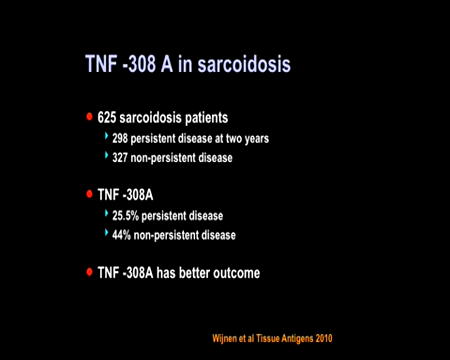 TNF -308 A in sarcoidosis
625 sarcoidosis patients
298 persistent disease at two years
327 non-persistent disease
TNF -308A
25.5% persistent disease
44% non-persistent disease
TNF -308A has better outcome
Wijnen et al Tissue Antigens 2010